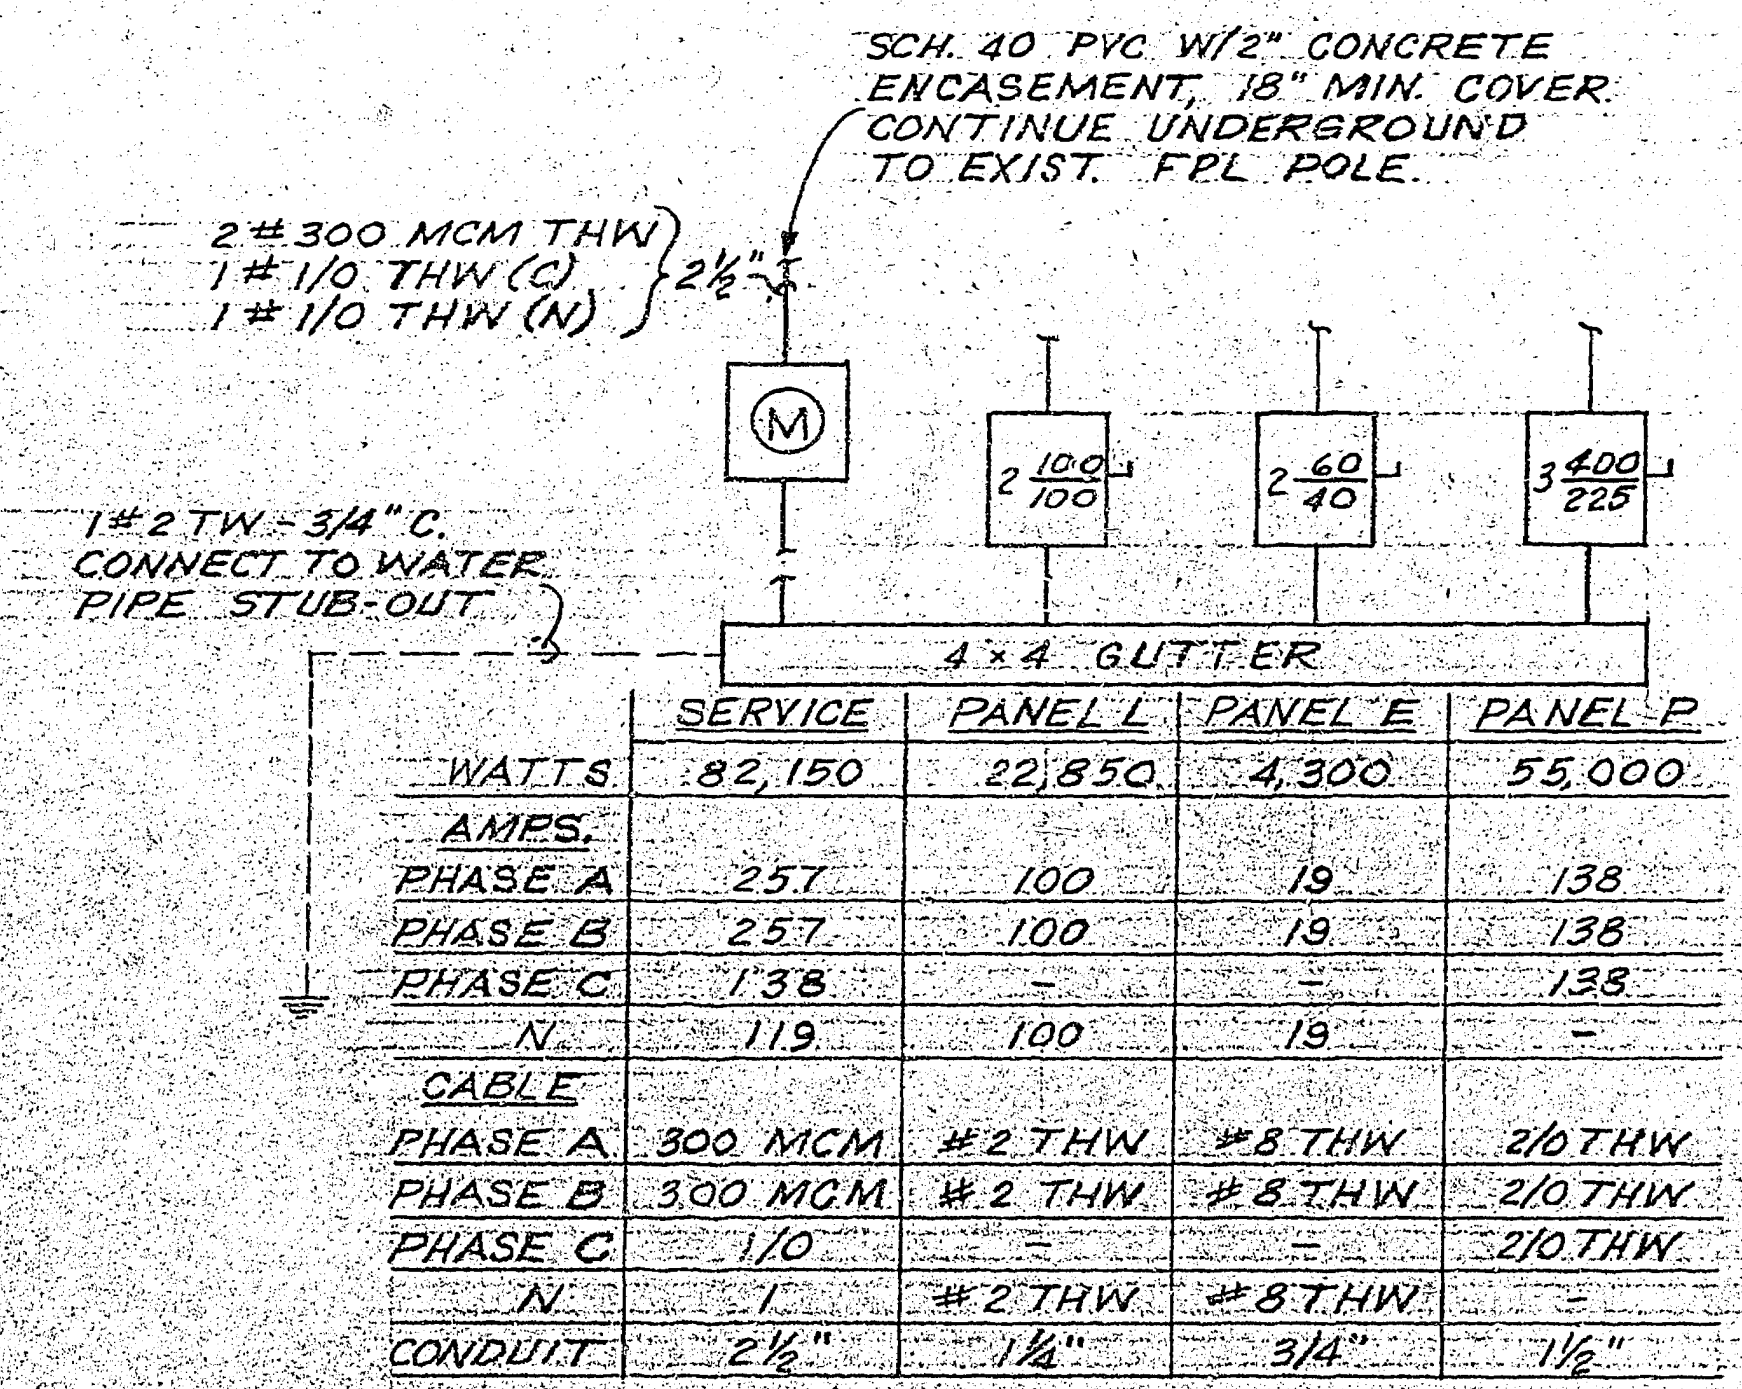 SCH. 40 PVC W/2" CONCRETE
ENCASEMENT, 18" MIN. COVER.
CONTINUE UNDERGROUND
TO EXIST. FPL POLE.
2 # 300 MCM THW
1 # 1/0 THW (C)
1 # 1/0 THW (N)
2½"
M
2 100/100
2 60/40
3 400/225
1 # 2 TW - 3/4" C.
CONNECT TO WATER
PIPE STUB-OUT
4 × 4 GUTTER
SERVICE PANEL L PANEL E PANEL P
WATTS 82,150 22,850 4,300 55,000
AMPS.
PHASE A 257 100 19 138
PHASE B 257 100 19 138
PHASE C 138 - - 138
N 119 100 19 -
CABLE
PHASE A 300 MCM # 2 THW # 8 THW 2/0 THW
PHASE B 300 MCM # 2 THW # 8 THW 2/0 THW
PHASE C 1/0 - - 2/0 THW
N 1 # 2 THW # 8 THW -
CONDUIT 2½" 1¼" 3/4" 1½"